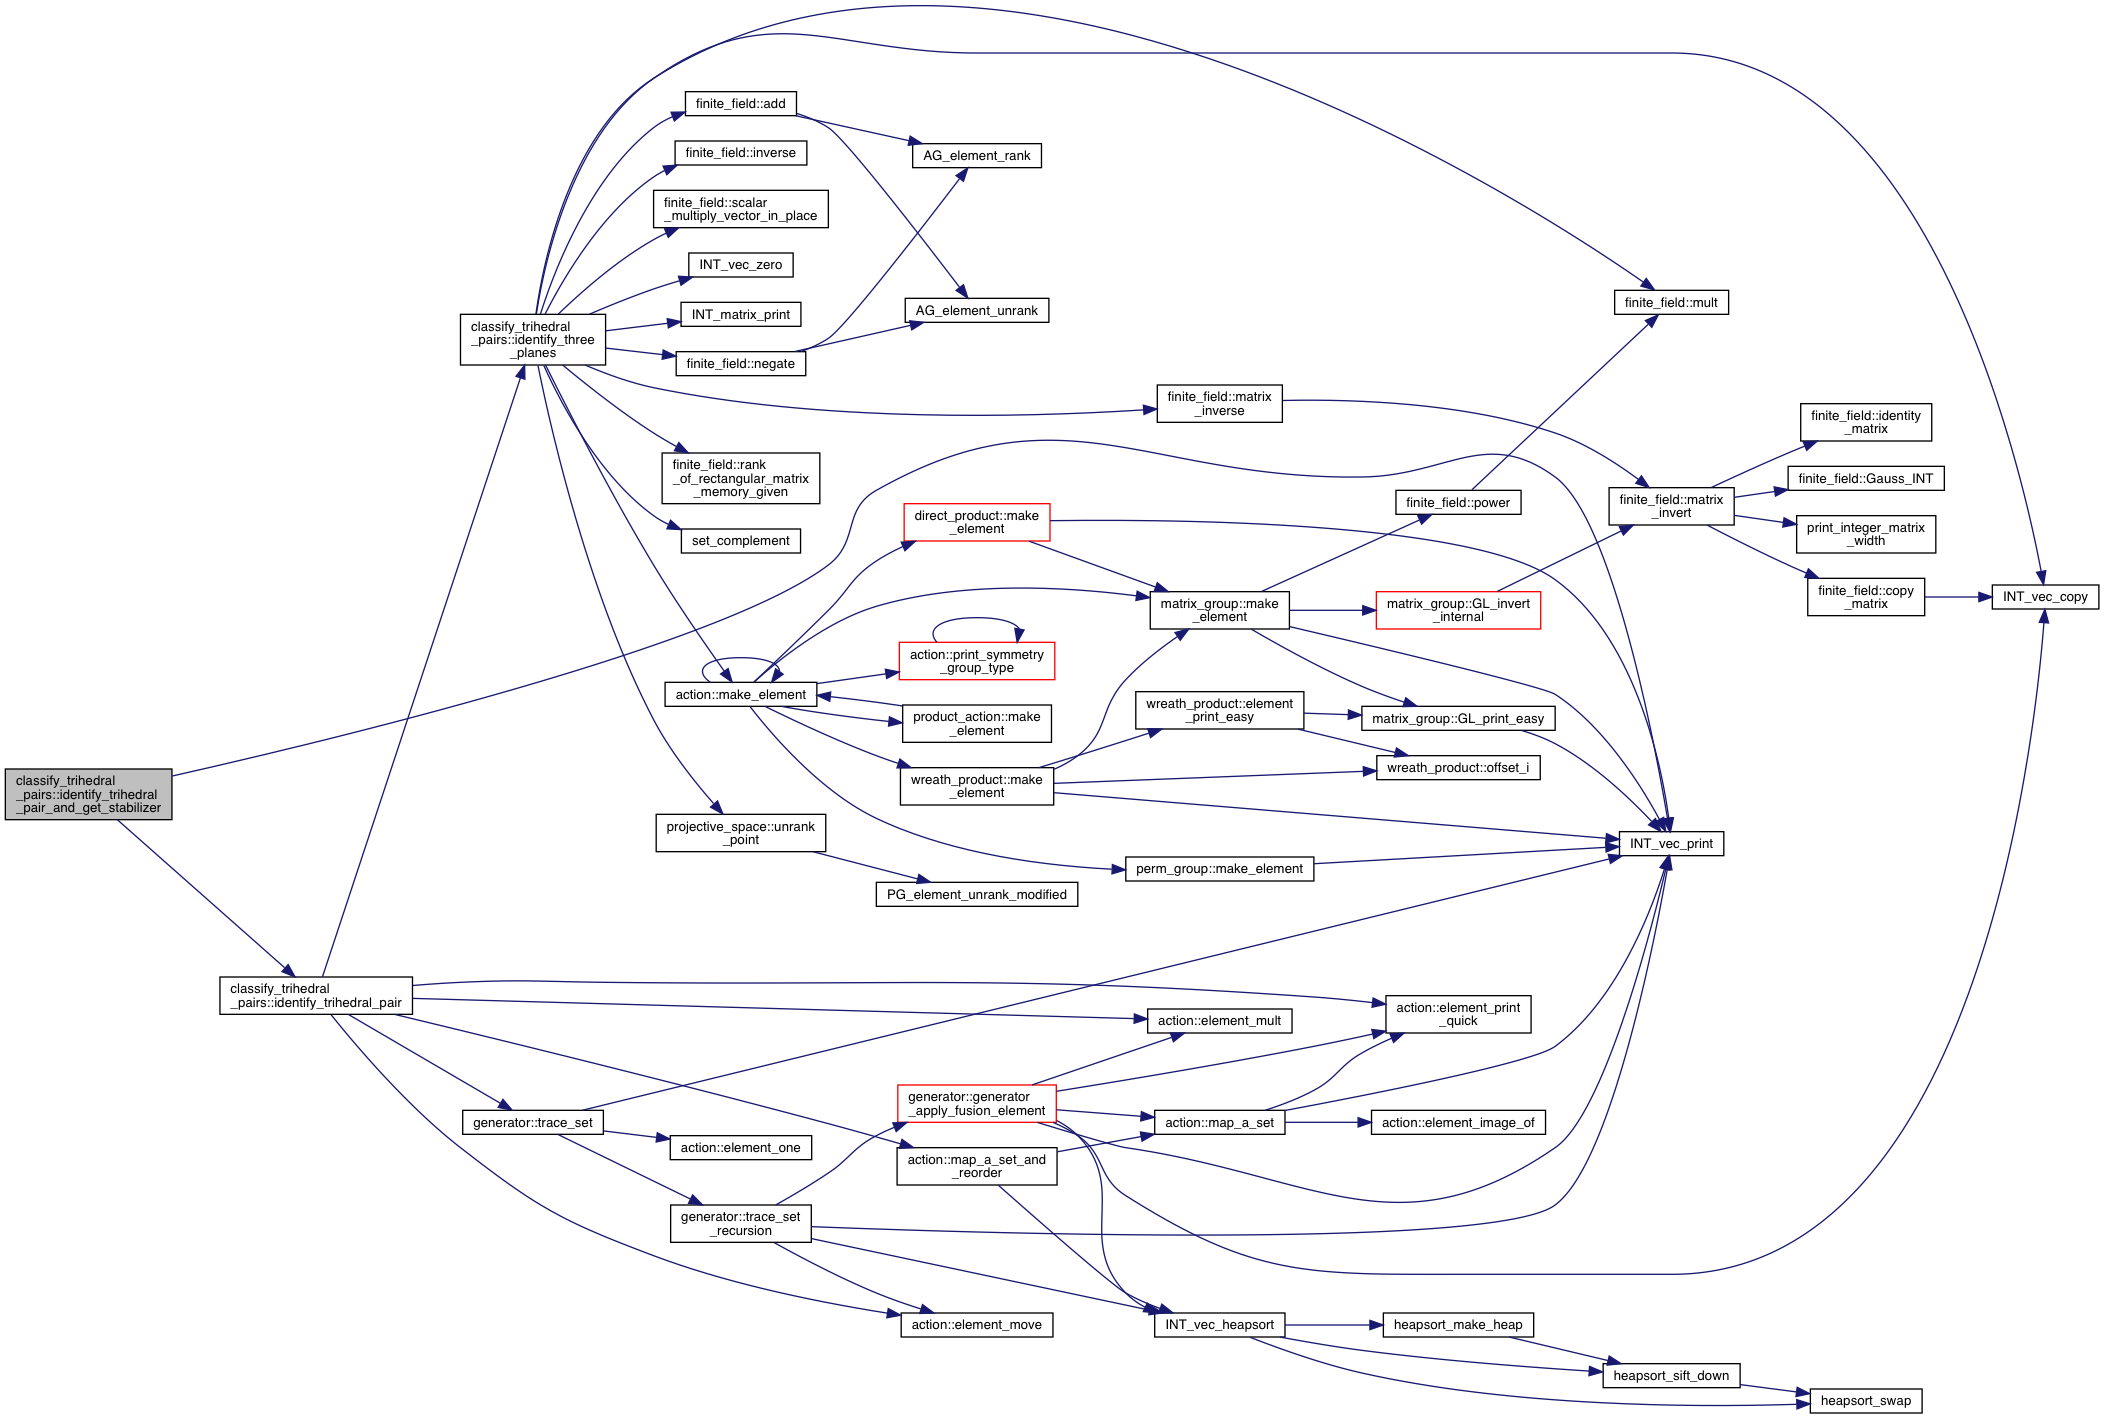 classify_trihedral
_pairs::identify_trihedral
_pair_and_get_stabilizer
classify_trihedral
_pairs::identify_trihedral_pair
classify_trihedral
_pairs::identify_three
_planes
generator::trace_set
finite_field::add
finite_field::inverse
finite_field::scalar
_multiply_vector_in_place
INT_vec_zero
INT_matrix_print
finite_field::negate
finite_field::rank
_of_rectangular_matrix
_memory_given
set_complement
action::make_element
projective_space::unrank
_point
action::element_one
generator::trace_set
_recursion
AG_element_rank
AG_element_unrank
direct_product::make
_element
action::print_symmetry
_group_type
product_action::make
_element
wreath_product::make
_element
PG_element_unrank_modified
generator::generator
_apply_fusion_element
action::map_a_set_and
_reorder
action::element_move
finite_field::matrix
_inverse
matrix_group::make
_element
wreath_product::element
_print_easy
perm_group::make_element
action::element_mult
action::map_a_set
INT_vec_heapsort
finite_field::power
matrix_group::GL_invert
_internal
matrix_group::GL_print_easy
wreath_product::offset_i
action::element_print
_quick
action::element_image_of
heapsort_make_heap
finite_field::mult
finite_field::matrix
_invert
INT_vec_print
heapsort_sift_down
finite_field::identity
_matrix
finite_field::Gauss_INT
print_integer_matrix
_width
finite_field::copy
_matrix
heapsort_swap
INT_vec_copy